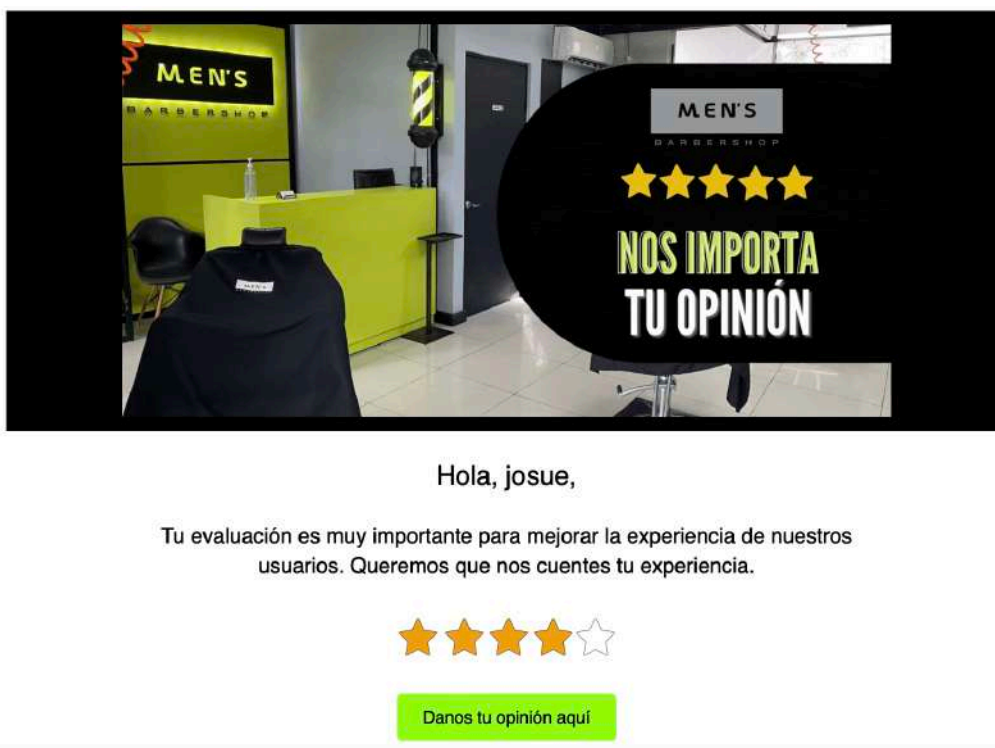 MEN'S
BARBERSHOP
MEN'S
BARBERSHOP
NOS IMPORTA
TU OPINIÓN
MEN'S
Hola, josue,
Tu evaluación es muy importante para mejorar la experiencia de nuestros
usuarios. Queremos que nos cuentes tu experiencia.
Danos tu opinión aquí